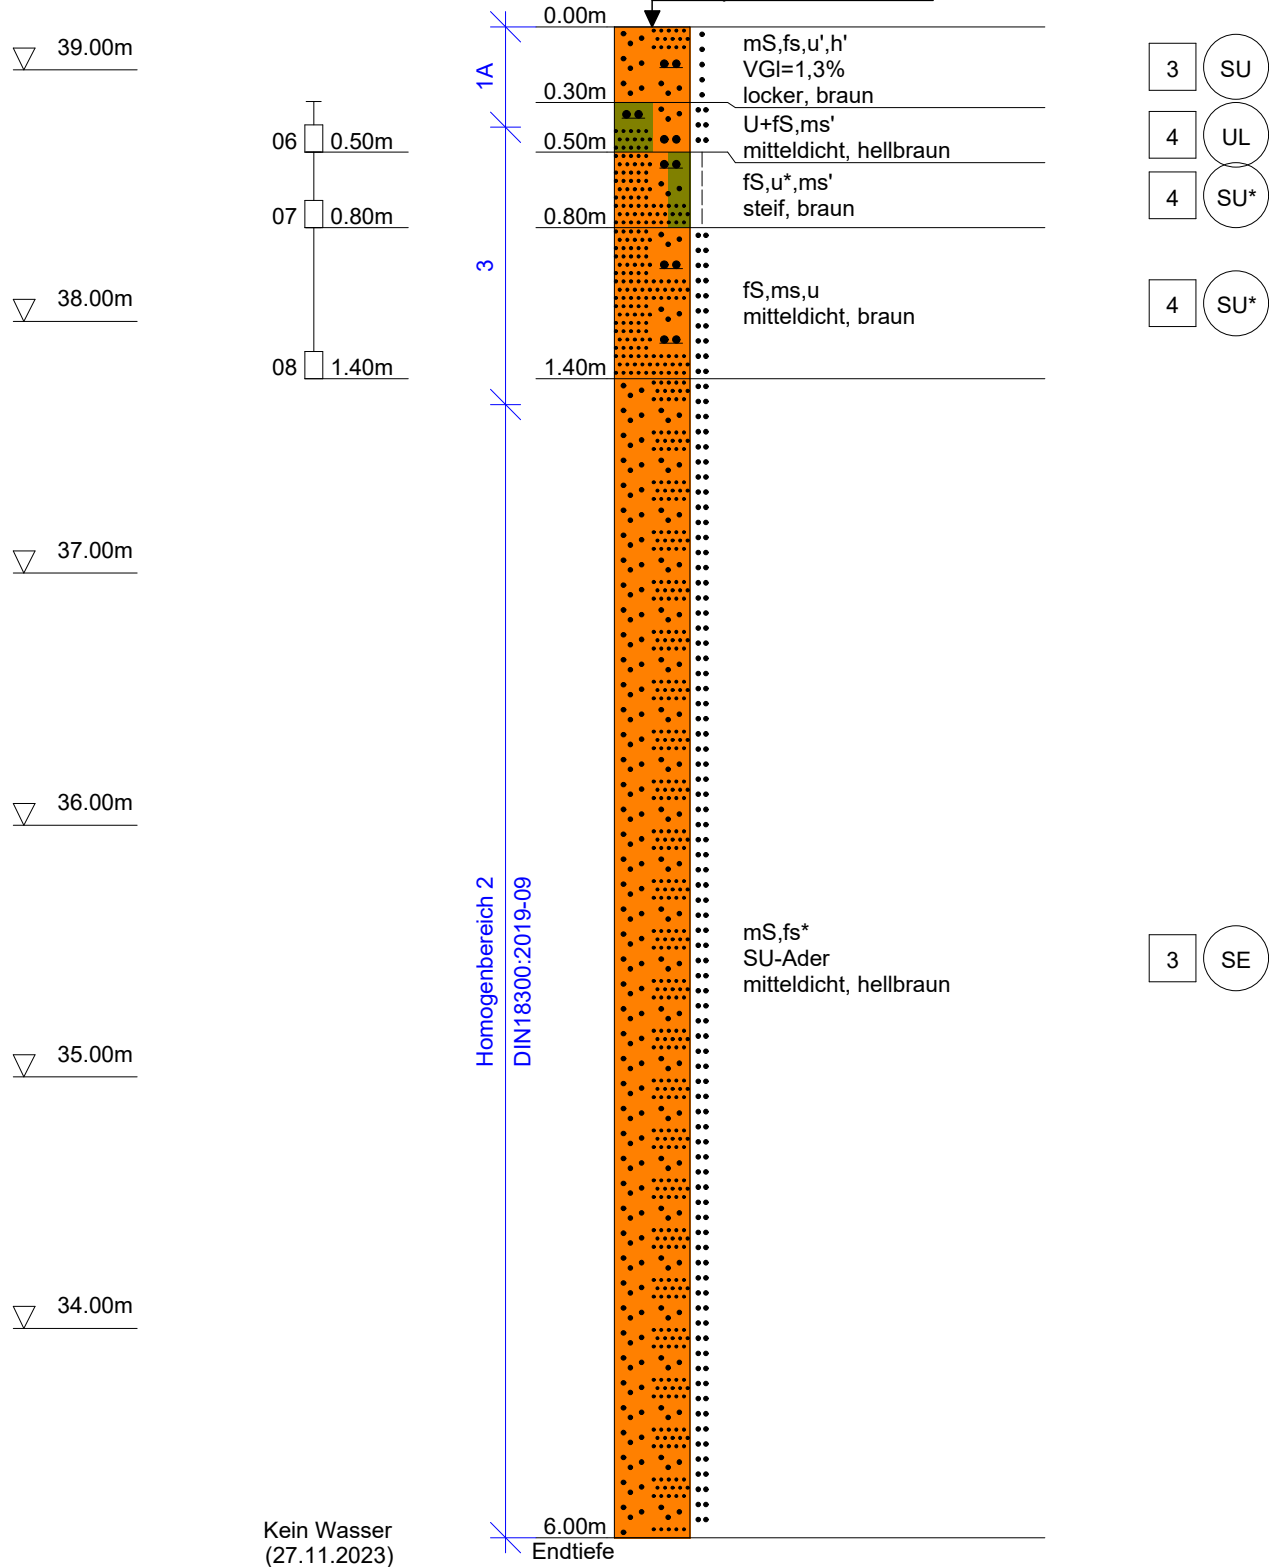 0.00m
39.00m
mS,fs,u',h'
VGl=1,3%
locker, braun
3 SU
1A
0.30m
U+fS,ms'
mitteldicht, hellbraun
4 UL
06 0.50m
0.50m
fS,u*,ms'
steif, braun
4 SU*
07 0.80m
0.80m
3
38.00m
fS,ms,u
mitteldicht, braun
4 SU*
08 1.40m
1.40m
37.00m
36.00m
Homogenbereich 2
DIN18300:2019-09
mS,fs*
SU-Ader
mitteldicht, hellbraun
3 SE
35.00m
34.00m
Kein Wasser
(27.11.2023)
6.00m
Endtiefe